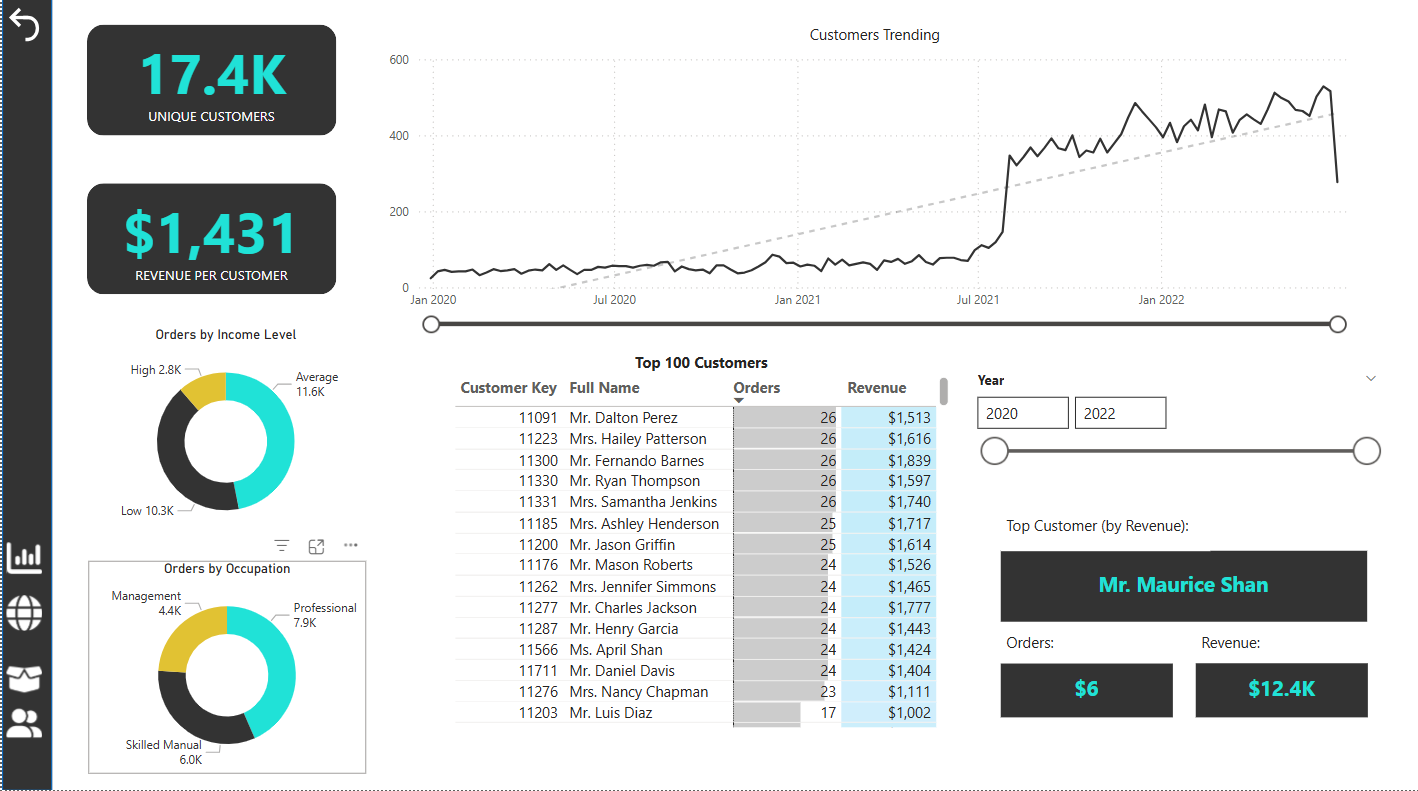 17.4K
UNIQUE CUSTOMERS
$1,431
REVENUE PER CUSTOMER
Orders by Income Level
High 2.8K
Average
11.6K
Low 10.3K
Orders by Occupation
Management
4.4K
Professional
7.9K
Skilled Manual
6.0K
Customers Trending
600
400
200
0
Jan 2020 Jul 2020 Jan 2021 Jul 2021 Jan 2022
Top 100 Customers
Customer Key Full Name Orders Revenue
11091 Mr. Dalton Perez 26 $1,513
11223 Mrs. Hailey Patterson 26 $1,616
11300 Mr. Fernando Barnes 26 $1,839
11330 Mr. Ryan Thompson 26 $1,597
11331 Mrs. Samantha Jenkins 26 $1,740
11185 Mrs. Ashley Henderson 25 $1,717
11200 Mr. Jason Griffin 25 $1,614
11176 Mr. Mason Roberts 24 $1,526
11262 Mrs. Jennifer Simmons 24 $1,465
11277 Mr. Charles Jackson 24 $1,777
11287 Mr. Henry Garcia 24 $1,443
11566 Ms. April Shan 24 $1,424
11711 Mr. Daniel Davis 24 $1,404
11276 Mrs. Nancy Chapman 23 $1,111
11203 Mr. Luis Diaz 17 $1,002
Year
2020 2022
Top Customer (by Revenue):
Mr. Maurice Shan
Orders: Revenue:
$6 $12.4K